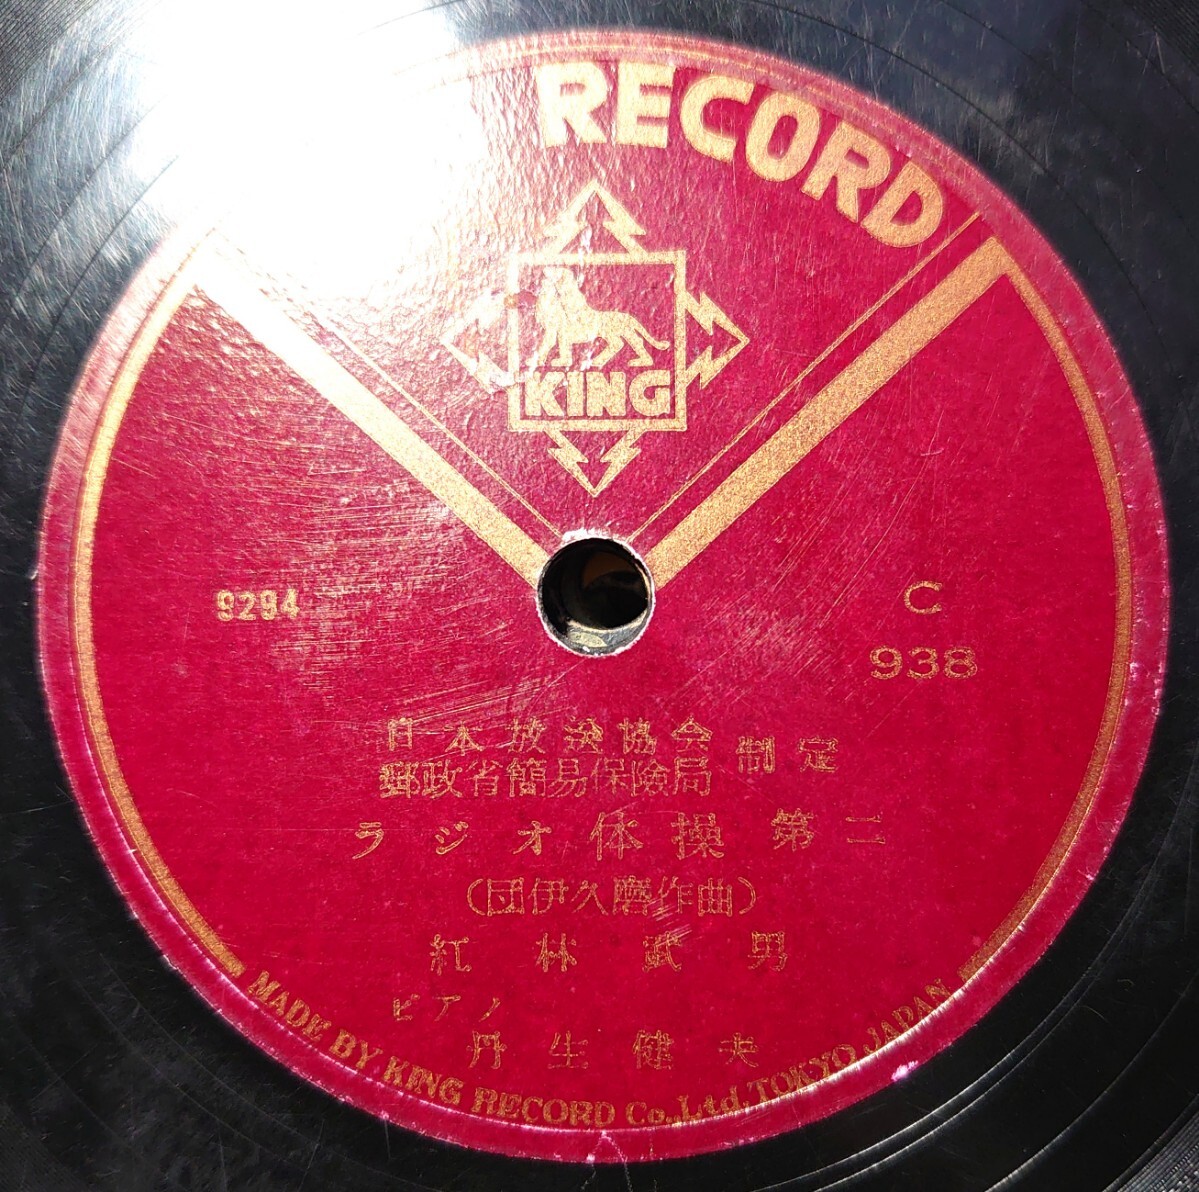 RECORD
KING
9294
C
938
日本放送協会
郵政省簡易保険局 制定
ラジオ体操 第二
(団伊久磨作曲)
紅林武男
ピアノ
丹生健夫
MADE BY KING RECORD Co., Ltd. TOKYO, JAPAN